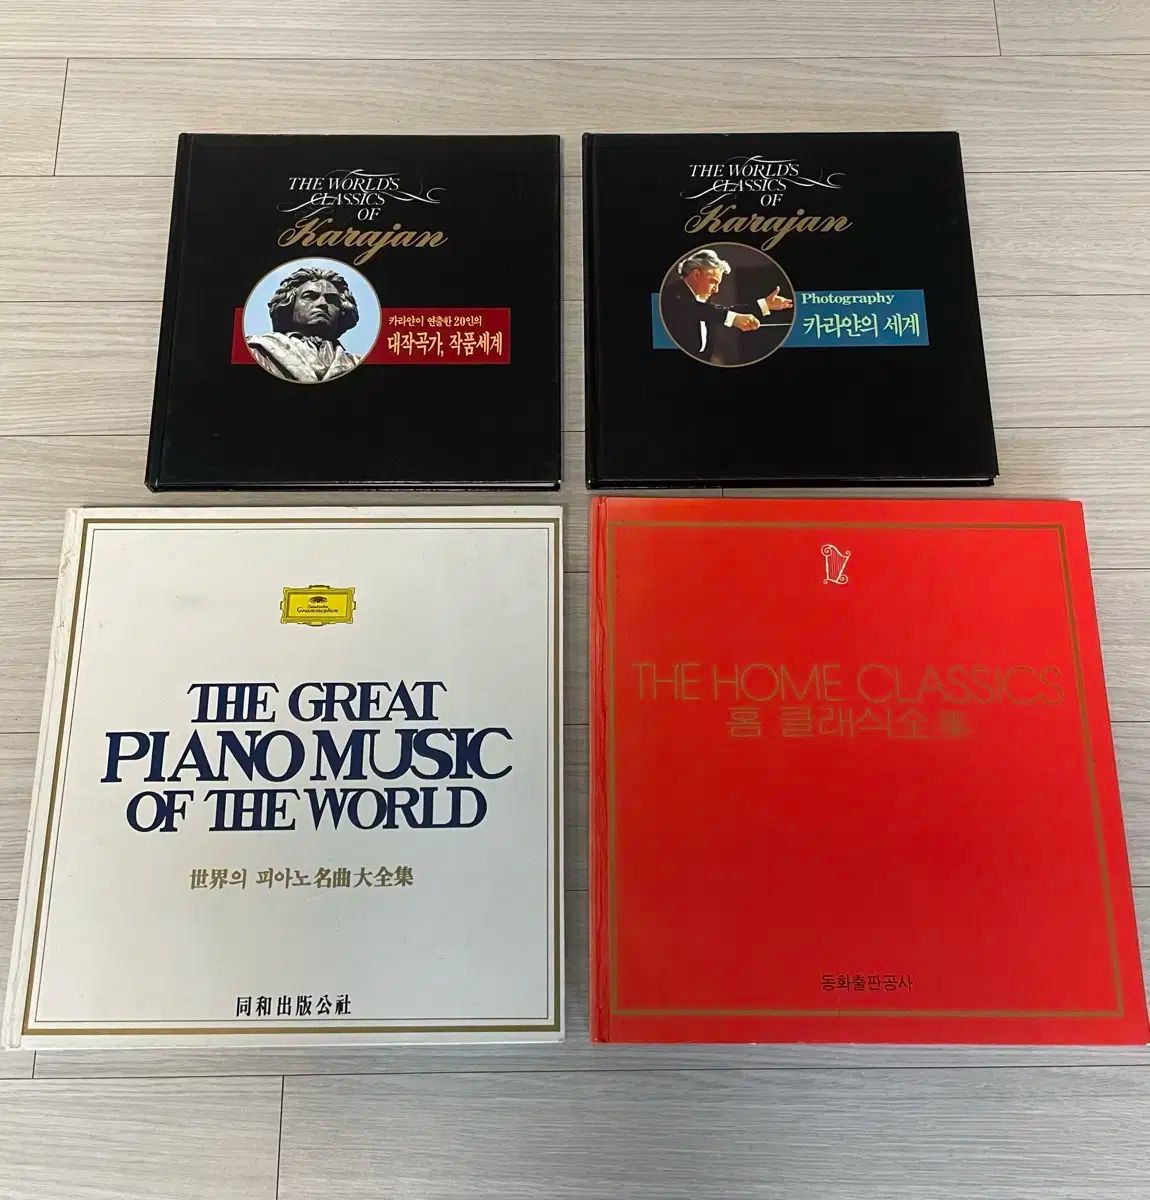 THE WORLD'S
CLASSICS
OF
Karajan
카라얀이 연출한 20인의
대작곡가, 작품세계
THE WORLD'S
CLASSICS
OF
Karajan
Photography
카라얀의 세계
Deutsche
Grammophon
THE GREAT
PIANO MUSIC
OF THE WORLD
世界의 피아노 名曲大全集
同和出版公社
THE HOME CLASSICS
홈 클래식全集
동화출판공사